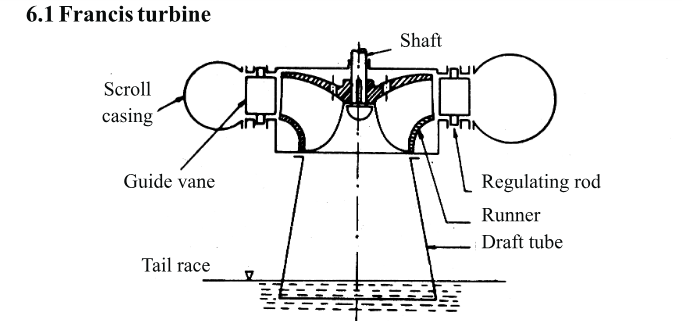 6.1 Francis turbine
Shaft
Scroll
casing
Guide vane
Regulating rod
Runner
Draft tube
Tail race